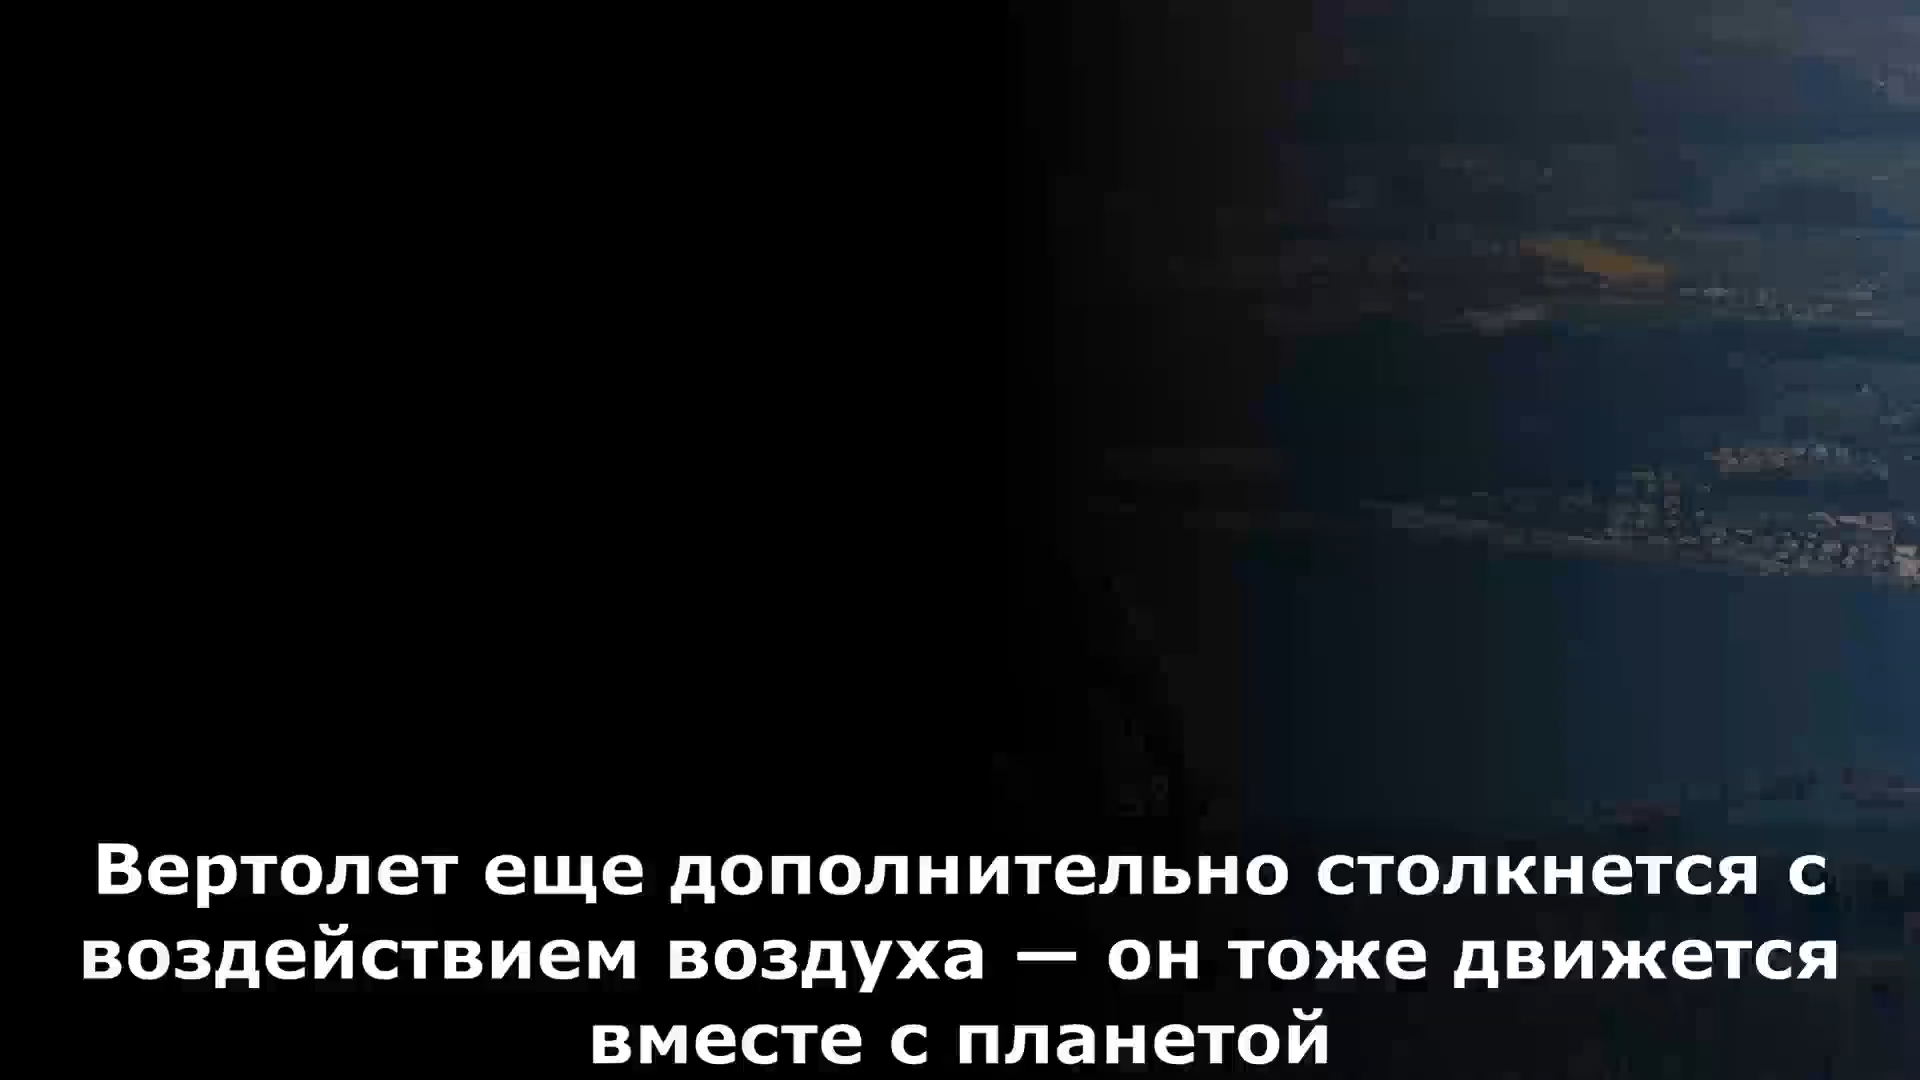 Вертолет еще дополнительно столкнется с
воздействием воздуха — он тоже движется
вместе с планетой